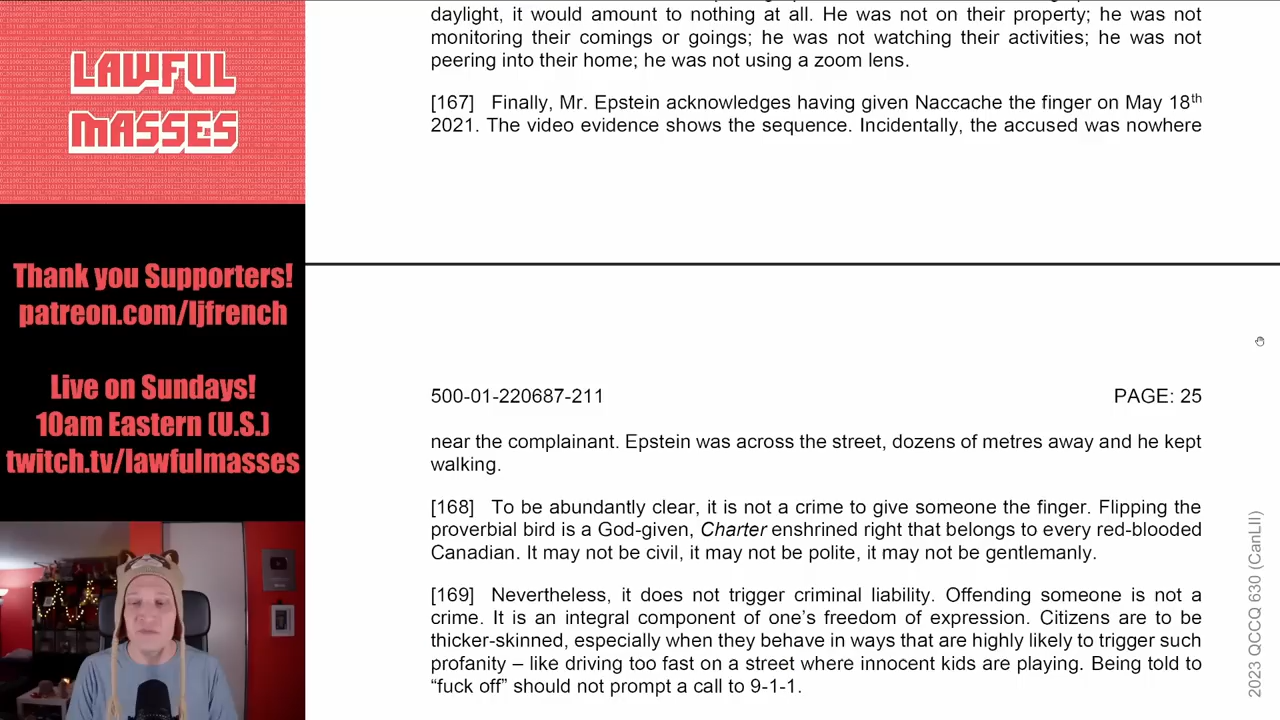 LAWFUL
MASSES
Thank you Supporters!
patreon.com/ljfrench
Live on Sundays!
10am Eastern (U.S.)
twitch.tv/lawfulmasses
daylight, it would amount to nothing at all. He was not on their property; he was not
monitoring their comings or goings; he was not watching their activities; he was not
peering into their home; he was not using a zoom lens.
[167] Finally, Mr. Epstein acknowledges having given Naccache the finger on May 18th
2021. The video evidence shows the sequence. Incidentally, the accused was nowhere
500-01-220687-211 PAGE: 25
near the complainant. Epstein was across the street, dozens of metres away and he kept
walking.
[168] To be abundantly clear, it is not a crime to give someone the finger. Flipping the
proverbial bird is a God-given, Charter enshrined right that belongs to every red-blooded
Canadian. It may not be civil, it may not be polite, it may not be gentlemanly.
[169] Nevertheless, it does not trigger criminal liability. Offending someone is not a
crime. It is an integral component of one’s freedom of expression. Citizens are to be
thicker-skinned, especially when they behave in ways that are highly likely to trigger such
profanity – like driving too fast on a street where innocent kids are playing. Being told to
“fuck off” should not prompt a call to 9-1-1.
2023 QCCQ 630 (CanLII)